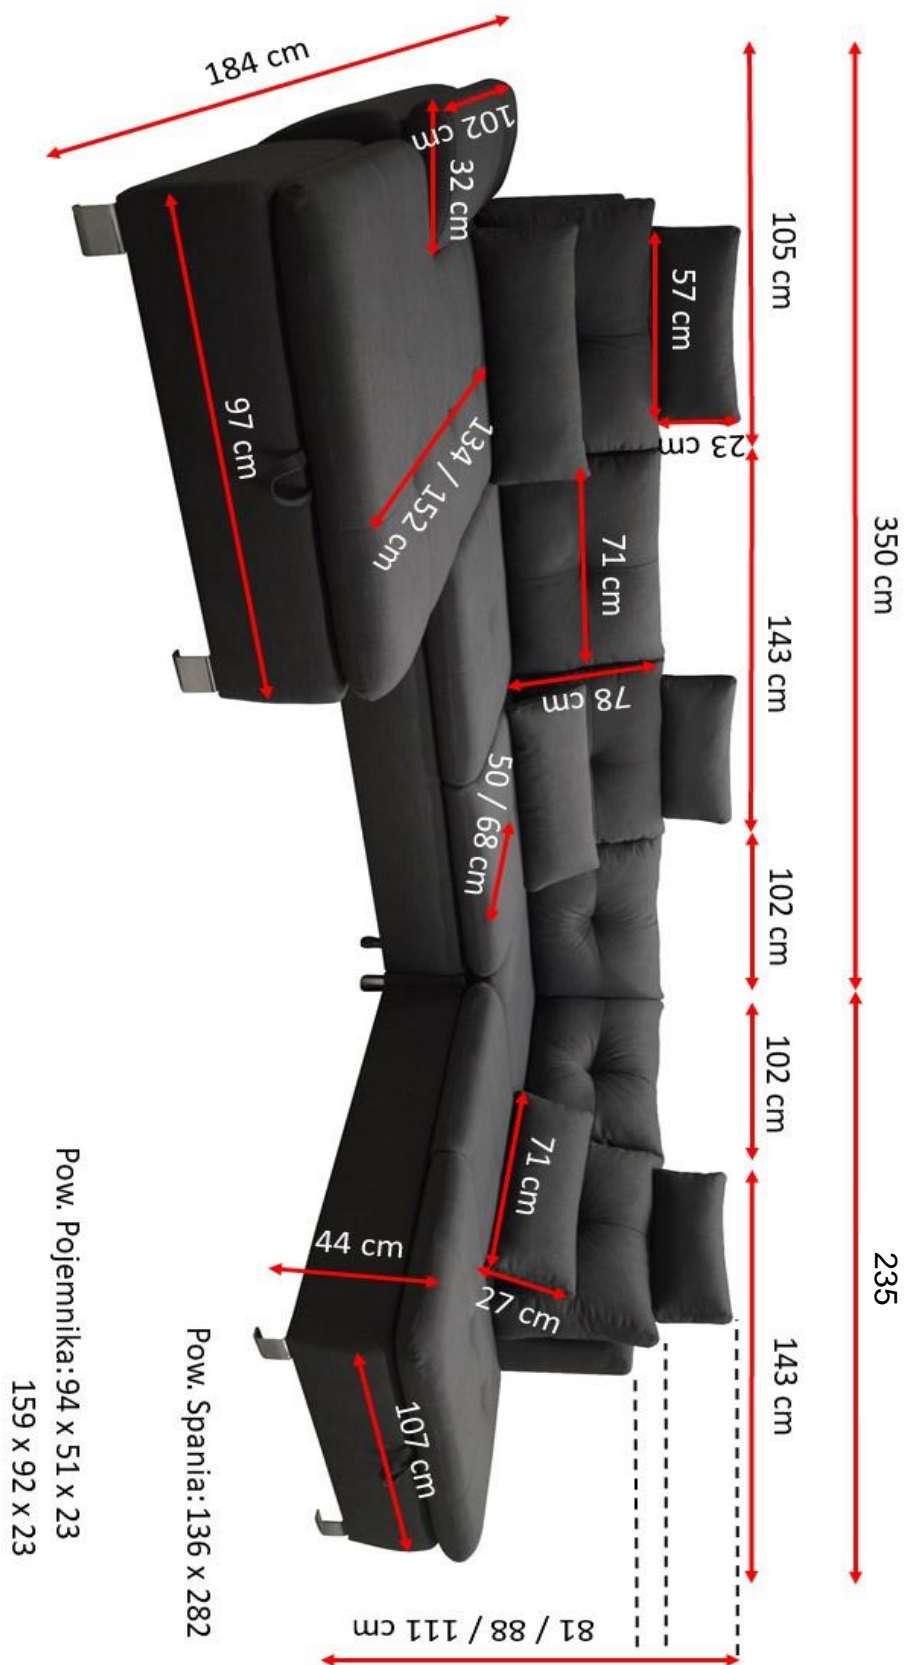 350 cm
235
105 cm
143 cm
102 cm
102 cm
143 cm
184 cm
102 cm
32 cm
57 cm
23 cm
97 cm
134 / 152 cm
71 cm
78 cm
50 / 68 cm
71 cm
27 cm
44 cm
107 cm
81 / 88 / 111 cm
Pow. Spania: 136 x 282
Pow. Pojemnika: 94 x 51 x 23
159 x 92 x 23